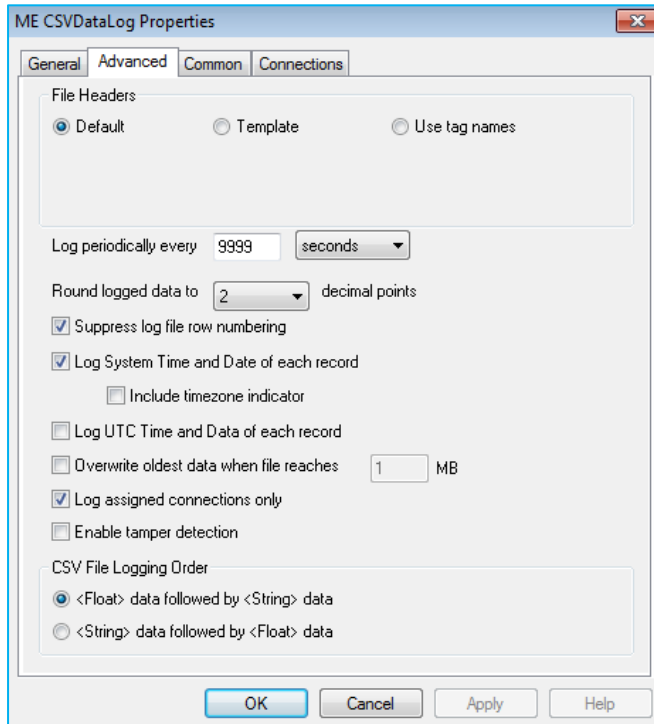 ME CSVDataLog Properties
General Advanced Common Connections
File Headers
Default Template Use tag names
Log periodically every 9999 seconds
Round logged data to 2 decimal points
Suppress log file row numbering
Log System Time and Date of each record
Include timezone indicator
Log UTC Time and Data of each record
Overwrite oldest data when file reaches 1 MB
Log assigned connections only
Enable tamper detection
CSV File Logging Order
<Float> data followed by <String> data
<String> data followed by <Float> data
OK Cancel Apply Help